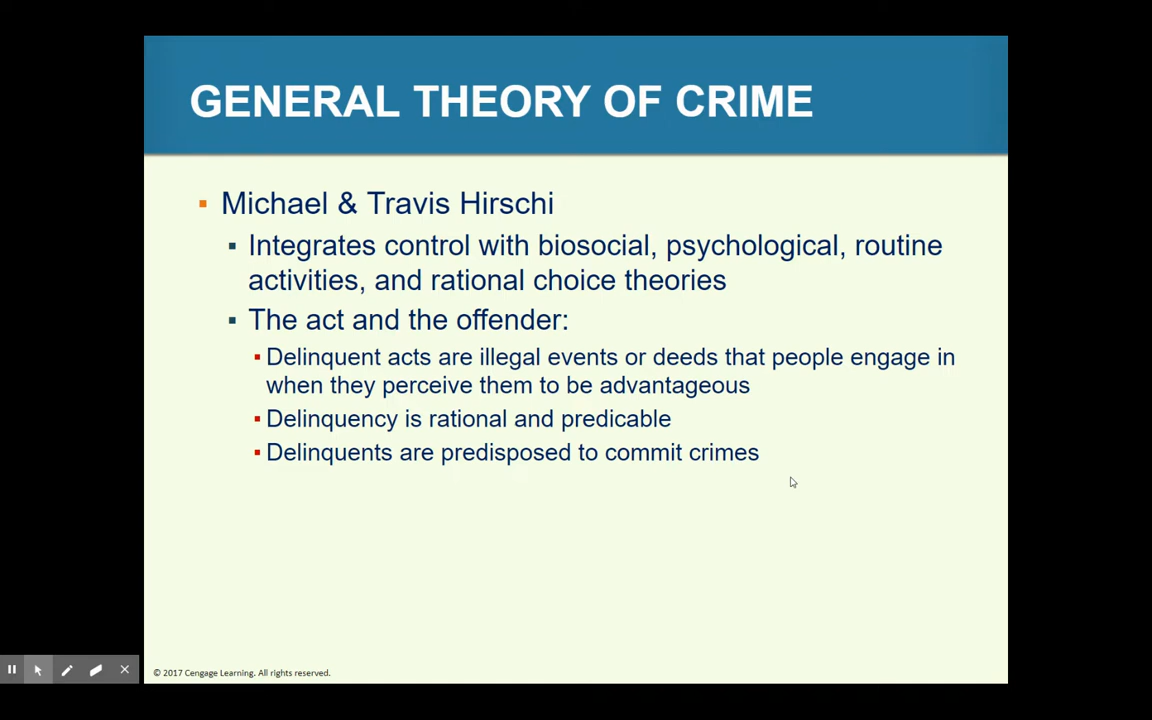 GENERAL THEORY OF CRIME
▪ Michael & Travis Hirschi
▪ Integrates control with biosocial, psychological, routine
activities, and rational choice theories
▪ The act and the offender:
▪ Delinquent acts are illegal events or deeds that people engage in
when they perceive them to be advantageous
▪ Delinquency is rational and predicable
▪ Delinquents are predisposed to commit crimes
© 2017 Cengage Learning. All rights reserved.